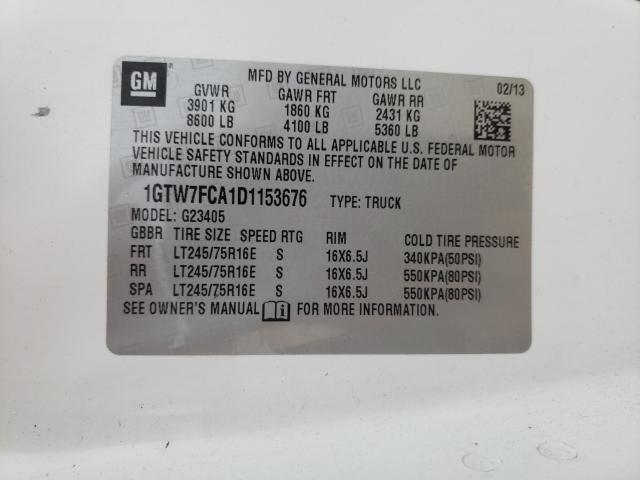 GM
MFD BY GENERAL MOTORS LLC 02/13
GVWR GAWR FRT GAWR RR
3901 KG 1860 KG 2431 KG
8600 LB 4100 LB 5360 LB
THIS VEHICLE CONFORMS TO ALL APPLICABLE U.S. FEDERAL MOTOR
VEHICLE SAFETY STANDARDS IN EFFECT ON THE DATE OF
MANUFACTURE SHOWN ABOVE.
1GTW7FCA1D1153676 TYPE: TRUCK
MODEL: G23405
GBBR TIRE SIZE SPEED RTG RIM COLD TIRE PRESSURE
FRT LT245/75R16E S 16X6.5J 340KPA(50PSI)
RR LT245/75R16E S 16X6.5J 550KPA(80PSI)
SPA LT245/75R16E S 16X6.5J 550KPA(80PSI)
SEE OWNER'S MANUAL i FOR MORE INFORMATION.